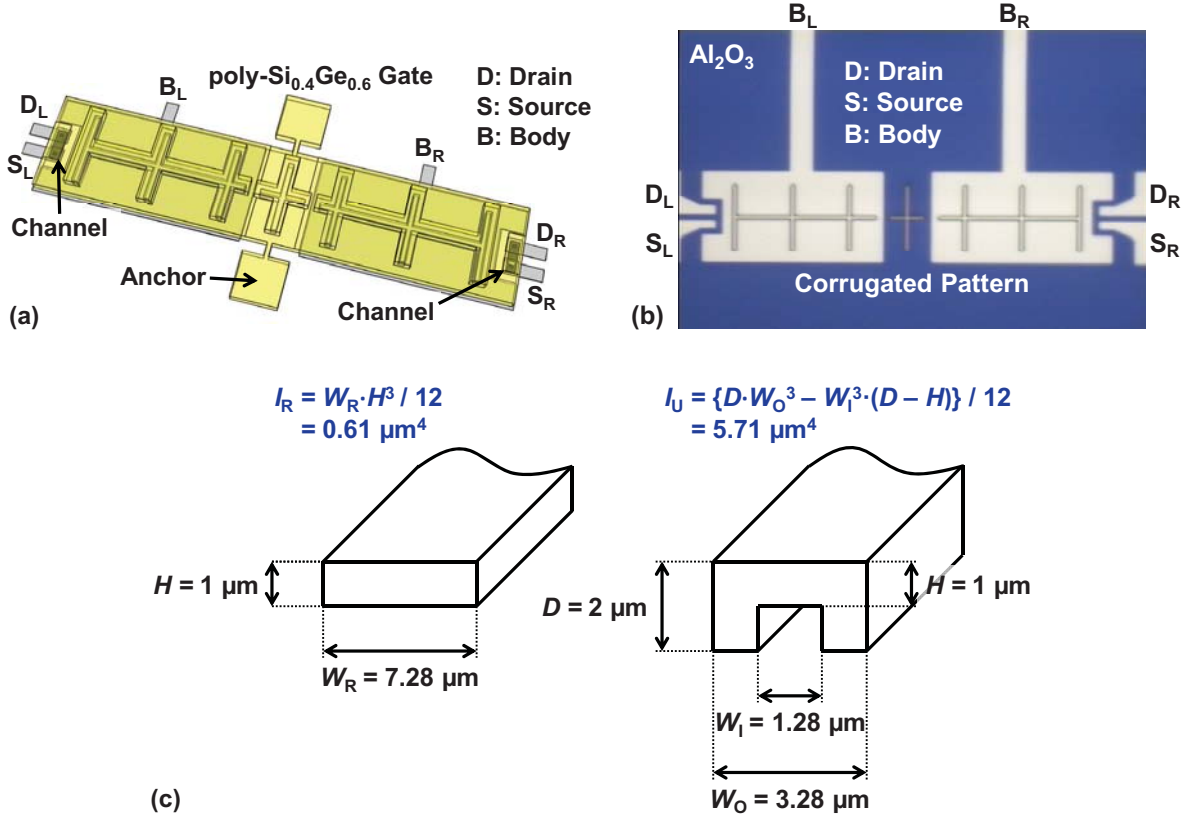 poly-Si0.4Ge0.6 Gate
D: Drain
S: Source
B: Body
BL
DL
SL
Channel
BR
DR
SR
Anchor
Channel
(a)
BL
BR
Al2O3
D: Drain
S: Source
B: Body
DL
SL
DR
SR
Corrugated Pattern
(b)
IR = WR·H³ / 12
= 0.61 µm⁴
IU = {D·WO³ – WI³·(D – H)} / 12
= 5.71 µm⁴
H = 1 µm
WR = 7.28 µm
D = 2 µm
H = 1 µm
WI = 1.28 µm
WO = 3.28 µm
(c)